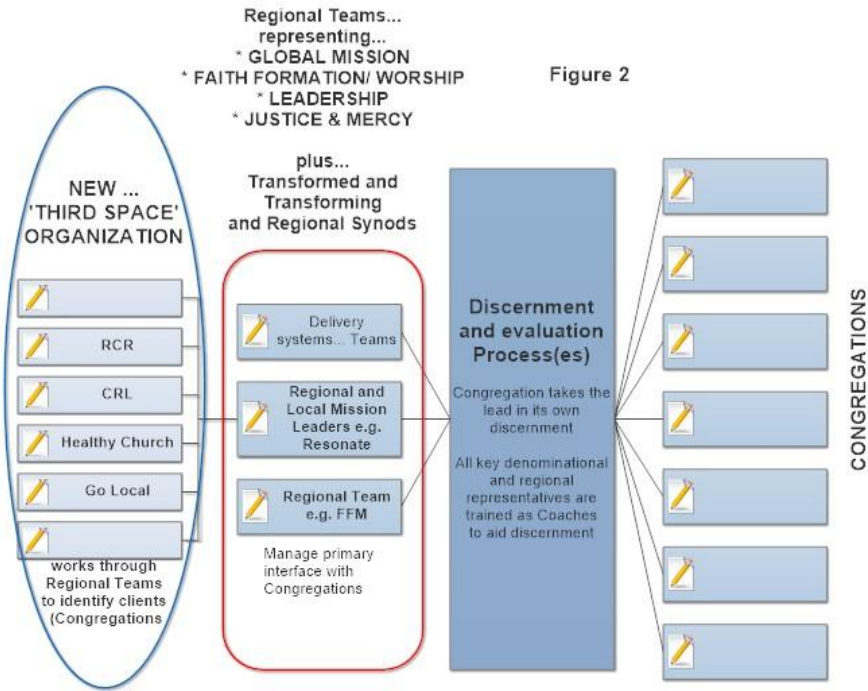 Regional Teams...
representing...
* GLOBAL MISSION
* FAITH FORMATION/ WORSHIP
* LEADERSHIP
* JUSTICE & MERCY
plus...
Transformed and
Transforming
and Regional Synods
Figure 2
NEW ...
'THIRD SPACE'
ORGANIZATION
RCR
CRL
Healthy Church
Go Local
works through
Regional Teams
to identify clients
(Congregations
Delivery
systems... Teams
Regional and
Local Mission
Leaders e.g.
Resonate
Regional Team
e.g. FFM
Manage primary
interface with
Congregations
Discernment
and evaluation
Process(es)
Congregation takes the
lead in its own
discernment
All key denominational
and regional
representatives are
trained as Coaches
to aid discernment
CONGREGATIONS